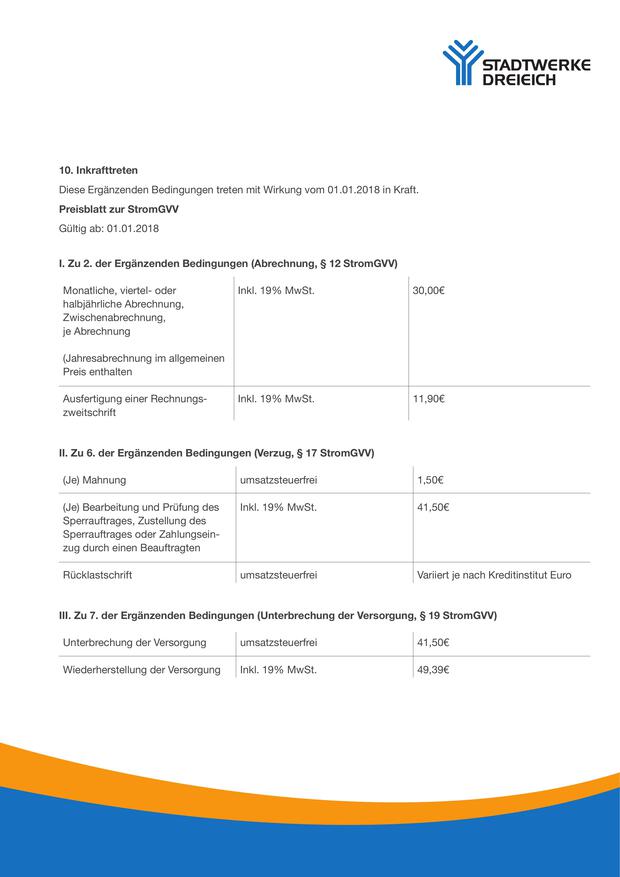 STADTWERKE
DREIEICH
10. Inkrafttreten
Diese Ergänzenden Bedingungen treten mit Wirkung vom 01.01.2018 in Kraft.
Preisblatt zur StromGVV
Gültig ab: 01.01.2018
I. Zu 2. der Ergänzenden Bedingungen (Abrechnung, § 12 StromGVV)
Monatliche, viertel- oder
halbjährliche Abrechnung,
Zwischenabrechnung,
je Abrechnung
(Jahresabrechnung im allgemeinen
Preis enthalten
Inkl. 19% MwSt.
30,00€
Ausfertigung einer Rechnungs-
zweitschrift
Inkl. 19% MwSt.
11,90€
II. Zu 6. der Ergänzenden Bedingungen (Verzug, § 17 StromGVV)
(Je) Mahnung
umsatzsteuerfrei
1,50€
(Je) Bearbeitung und Prüfung des
Sperrauftrages, Zustellung des
Sperrauftrages oder Zahlungsein-
zug durch einen Beauftragten
Inkl. 19% MwSt.
41,50€
Rücklastschrift
umsatzsteuerfrei
Variiert je nach Kreditinstitut Euro
III. Zu 7. der Ergänzenden Bedingungen (Unterbrechung der Versorgung, § 19 StromGVV)
Unterbrechung der Versorgung
umsatzsteuerfrei
41,50€
Wiederherstellung der Versorgung
Inkl. 19% MwSt.
49,39€